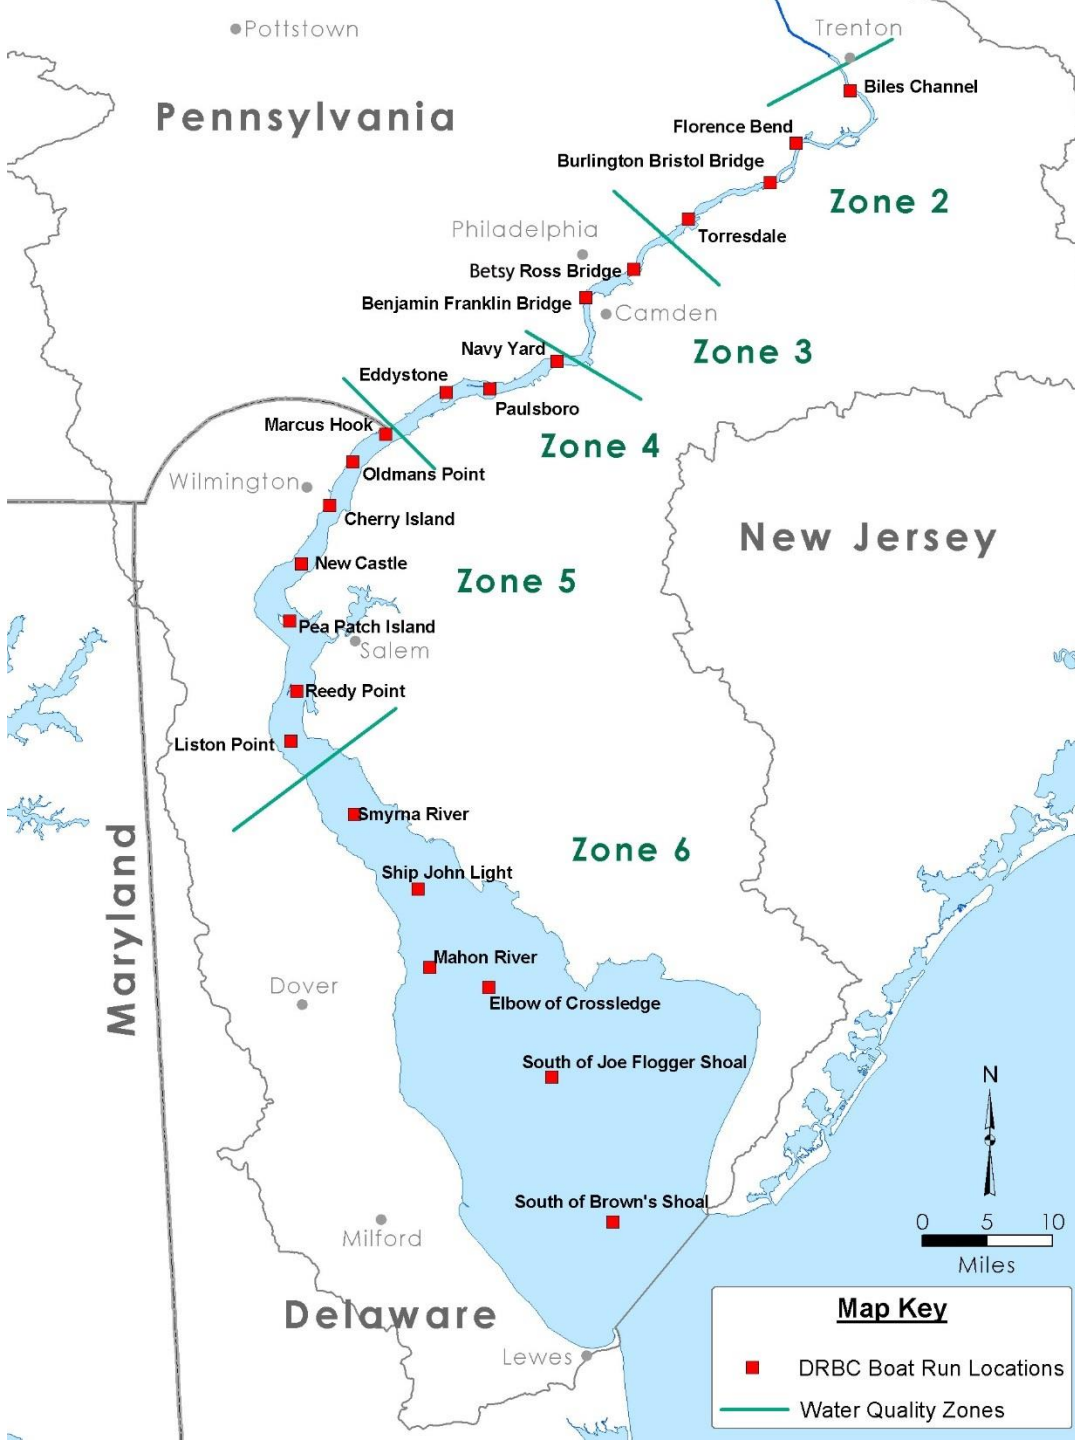 Pottstown
Trenton
Pennsylvania
Biles Channel
Florence Bend
Burlington Bristol Bridge
Zone 2
Philadelphia
Torresdale
Betsy Ross Bridge
Benjamin Franklin Bridge
Camden
Navy Yard
Zone 3
Eddystone
Paulsboro
Marcus Hook
Zone 4
Oldmans Point
Wilmington
Cherry Island
New Jersey
New Castle
Zone 5
Pea Patch Island
Salem
Reedy Point
Liston Point
Smyrna River
Zone 6
Ship John Light
Maryland
Mahon River
Dover
Elbow of Crossledge
South of Joe Flogger Shoal
N
South of Brown's Shoal
0 5 10
Miles
Milford
Delaware
Lewes
Map Key
DRBC Boat Run Locations
Water Quality Zones